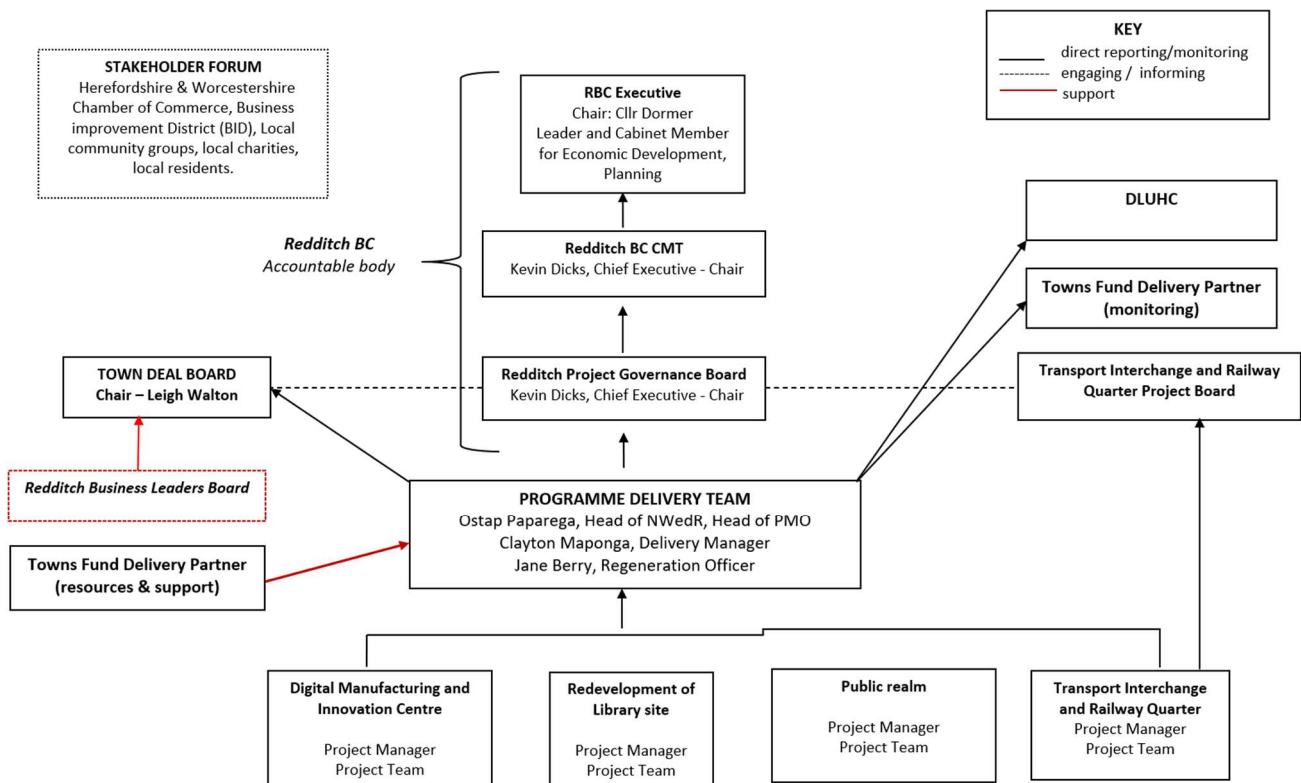 STAKEHOLDER FORUM
Herefordshire & Worcestershire
Chamber of Commerce, Business
improvement District (BID), Local
community groups, local charities,
local residents.
KEY
direct reporting/monitoring
engaging / informing
support
RBC Executive
Chair: Cllr Dormer
Leader and Cabinet Member
for Economic Development,
Planning
Redditch BC
Accountable body
Redditch BC CMT
Kevin Dicks, Chief Executive - Chair
DLUHC
Towns Fund Delivery Partner
(monitoring)
TOWN DEAL BOARD
Chair – Leigh Walton
Redditch Project Governance Board
Kevin Dicks, Chief Executive - Chair
Transport Interchange and Railway
Quarter Project Board
Redditch Business Leaders Board
PROGRAMME DELIVERY TEAM
Ostap Paparega, Head of NWedR, Head of PMO
Clayton Maponga, Delivery Manager
Jane Berry, Regeneration Officer
Towns Fund Delivery Partner
(resources & support)
Digital Manufacturing and
Innovation Centre
Project Manager
Project Team
Redevelopment of
Library site
Project Manager
Project Team
Public realm
Project Manager
Project Team
Transport Interchange
and Railway Quarter
Project Manager
Project Team